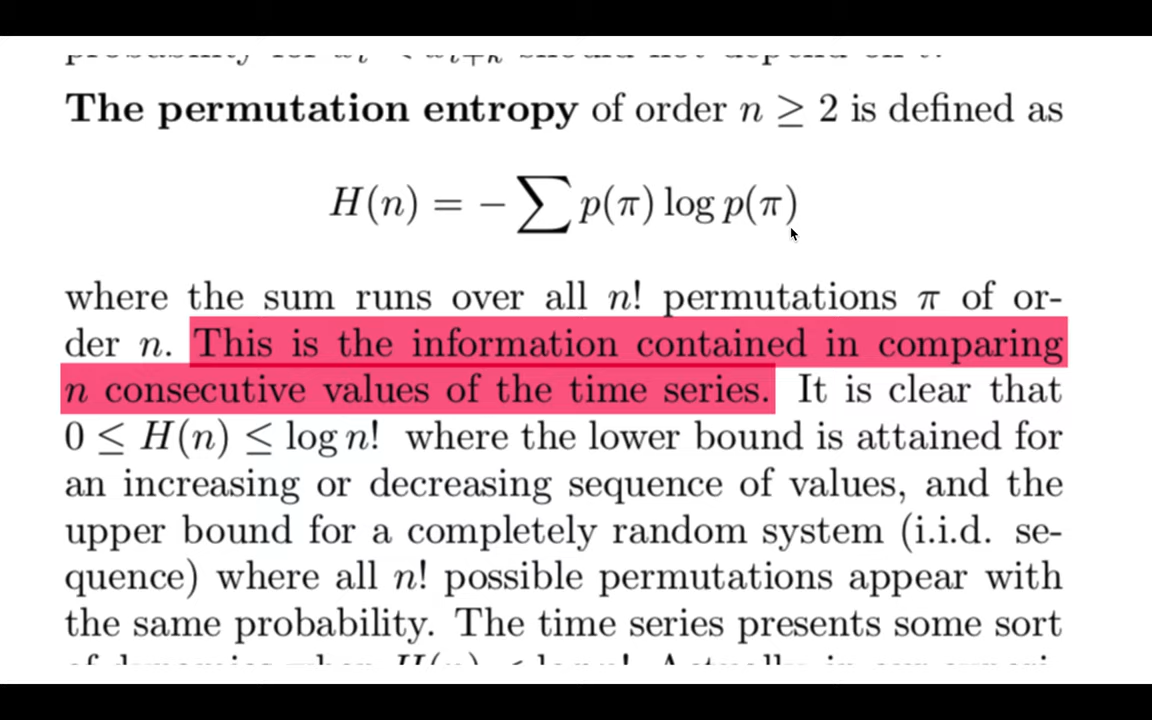 The permutation entropy of order n ≥ 2 is defined as
H(n) = − ∑ p(π) log p(π)
where the sum runs over all n! permutations π of or-
der n. This is the information contained in comparing
n consecutive values of the time series. It is clear that
0 ≤ H(n) ≤ log n! where the lower bound is attained for
an increasing or decreasing sequence of values, and the
upper bound for a completely random system (i.i.d. se-
quence) where all n! possible permutations appear with
the same probability. The time series presents some sort